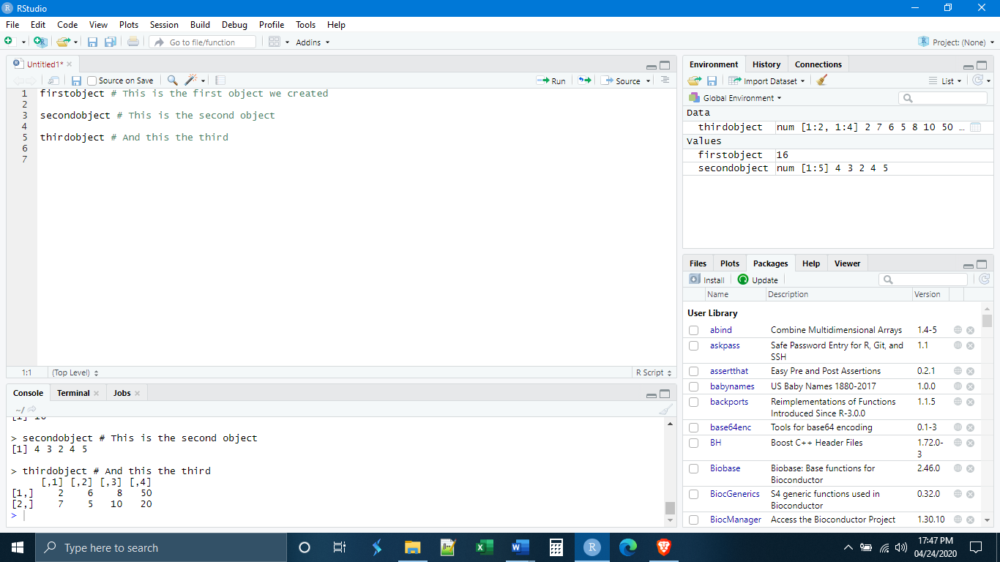 RStudio
File Edit Code View Plots Session Build Debug Profile Tools Help
Go to file/function Addins Project: (None)
Untitled1*
Source on Save Run Source
1 firstobject # This is the first object we created
2
3 secondobject # This is the second object
4
5 thirdobject # And this the third
6
7
1:1 (Top Level) R Script
Console Terminal Jobs
~/
> secondobject # This is the second object
[1] 4 3 2 4 5
> thirdobject # And this the third
[,1] [,2] [,3] [,4]
[1,] 2 6 8 50
[2,] 7 5 10 20
>
Environment History Connections
Import Dataset List
Global Environment
Data
thirdobject num [1:2, 1:4] 2 7 6 5 8 10 50 …
Values
firstobject 16
secondobject num [1:5] 4 3 2 4 5
Files Plots Packages Help Viewer
Install Update
Name Description Version
User Library
abind Combine Multidimensional Arrays 1.4-5
askpass Safe Password Entry for R, Git, and 1.1
SSH
assertthat Easy Pre and Post Assertions 0.2.1
babynames US Baby Names 1880-2017 1.0.0
backports Reimplementations of Functions 1.1.5
Introduced Since R-3.0.0
base64enc Tools for base64 encoding 0.1-3
BH Boost C++ Header Files 1.72.0-
3
Biobase Biobase: Base functions for 2.46.0
Bioconductor
BiocGenerics S4 generic functions used in 0.32.0
Bioconductor
BiocManager Access the Bioconductor Project 1.30.10
Type here to search
17:47 PM
04/24/2020